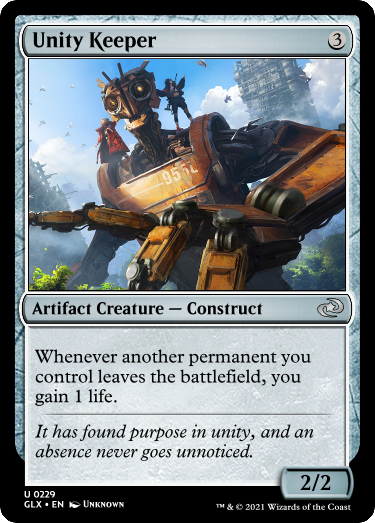 Unity Keeper 3
9552
Artifact Creature — Construct
Whenever another permanent you
control leaves the battlefield, you
gain 1 life.
It has found purpose in unity, and an
absence never goes unnoticed.
2/2
U 0229
GLX • EN Unknown
™ & © 2021 Wizards of the Coast